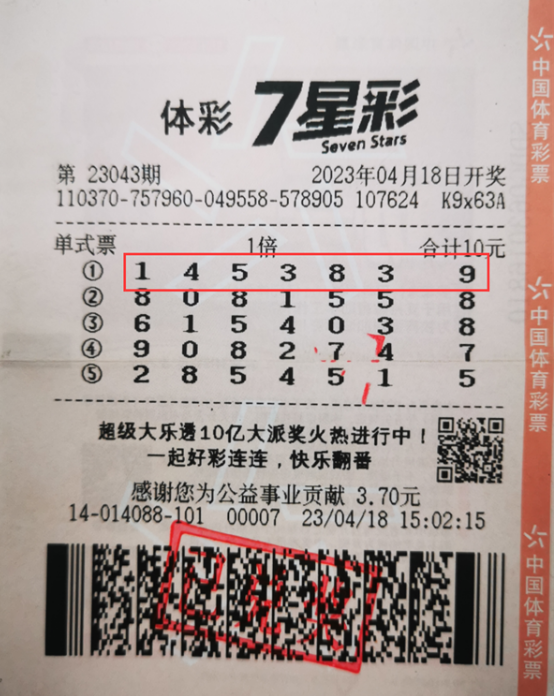 体彩 7星彩
Seven Stars
第 23043期 2023年04月18日开奖
110370-757960-049558-578905 107624 K9x63A
单式票 1倍 合计10元
① 1 4 5 3 8 3 9
② 8 0 8 1 5 5 8
③ 6 1 5 4 0 3 8
④ 9 0 8 2 7 4 7
⑤ 2 8 5 4 5 1 5
超级大乐透10亿大派奖火热进行中！
一起好彩连连，快乐翻番
感谢您为公益事业贡献 3.70元
14-014088-101 00007 23/04/18 15:02:15
已兑奖
中国体育彩票
中国体育彩票
中国体育彩票